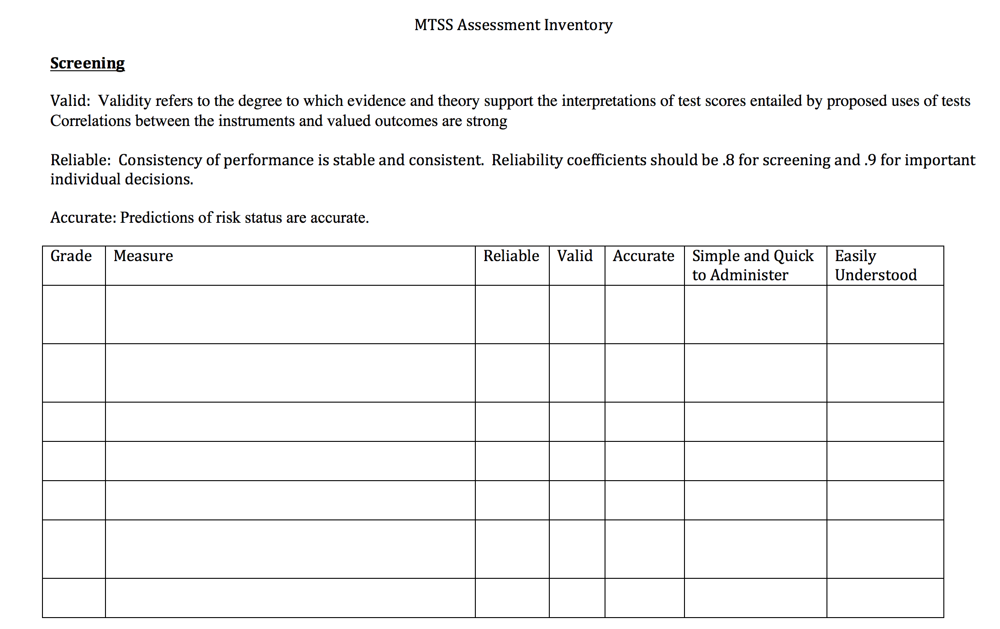 MTSS Assessment Inventory
Screening
Valid:  Validity refers to the degree to which evidence and theory support the interpretations of test scores entailed by proposed uses of tests
Correlations between the instruments and valued outcomes are strong
Reliable:  Consistency of performance is stable and consistent.  Reliability coefficients should be .8 for screening and .9 for important
individual decisions.
Accurate: Predictions of risk status are accurate.
Grade Measure Reliable Valid Accurate Simple and Quick Easily
to Administer Understood